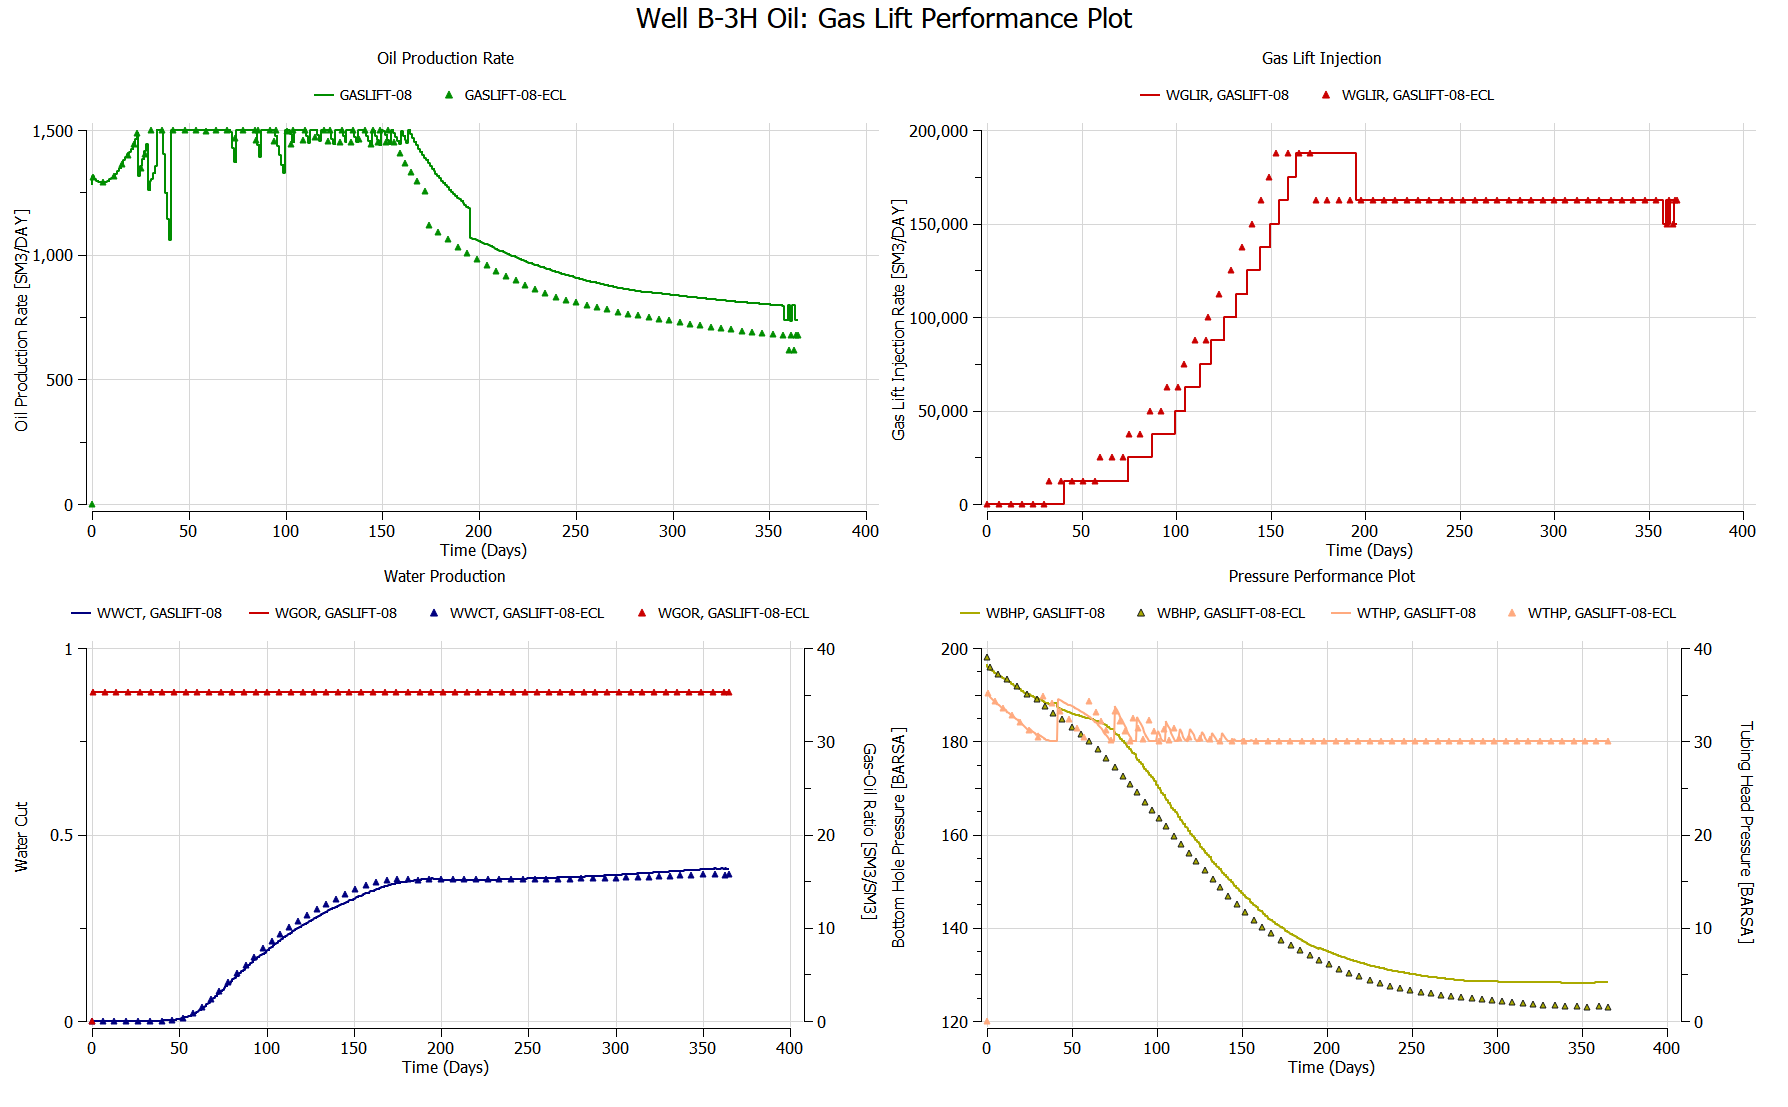 Well B-3H Oil: Gas Lift Performance Plot
Oil Production Rate
GASLIFT-08 GASLIFT-08-ECL
1,500
1,000
500
0
Oil Production Rate [SM3/DAY]
0 50 100 150 200 250 300 350 400
Time (Days)
Gas Lift Injection
WGLIR, GASLIFT-08 WGLIR, GASLIFT-08-ECL
200,000
150,000
100,000
50,000
0
Gas Lift Injection Rate [SM3/DAY]
0 50 100 150 200 250 300 350 400
Time (Days)
Water Production
WWCT, GASLIFT-08 WGOR, GASLIFT-08 WWCT, GASLIFT-08-ECL WGOR, GASLIFT-08-ECL
1
0.5
0
Water Cut
40
30
20
10
0
Gas-Oil Ratio [SM3/SM3]
0 50 100 150 200 250 300 350 400
Time (Days)
Pressure Performance Plot
WBHP, GASLIFT-08 WBHP, GASLIFT-08-ECL WTHP, GASLIFT-08 WTHP, GASLIFT-08-ECL
200
180
160
140
120
Bottom Hole Pressure [BARSA]
40
30
20
10
0
Tubing Head Pressure [BARSA]
0 50 100 150 200 250 300 350 400
Time (Days)